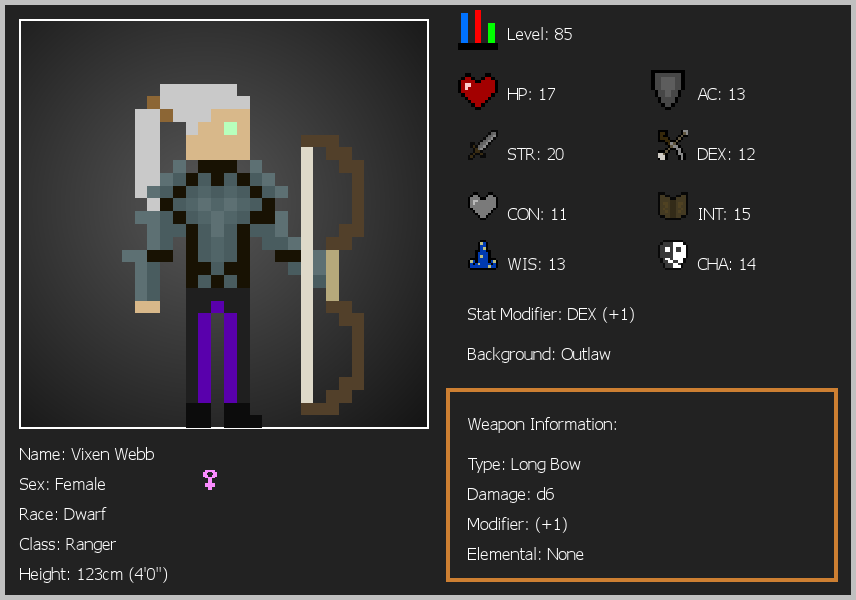 Level: 85
HP: 17
AC: 13
STR: 20
DEX: 12
CON: 11
INT: 15
WIS: 13
CHA: 14
Stat Modifier: DEX (+1)
Background: Outlaw
Weapon Information:
Type: Long Bow
Damage: d6
Modifier: (+1)
Elemental: None
Name: Vixen Webb
Sex: Female
Race: Dwarf
Class: Ranger
Height: 123cm (4'0")